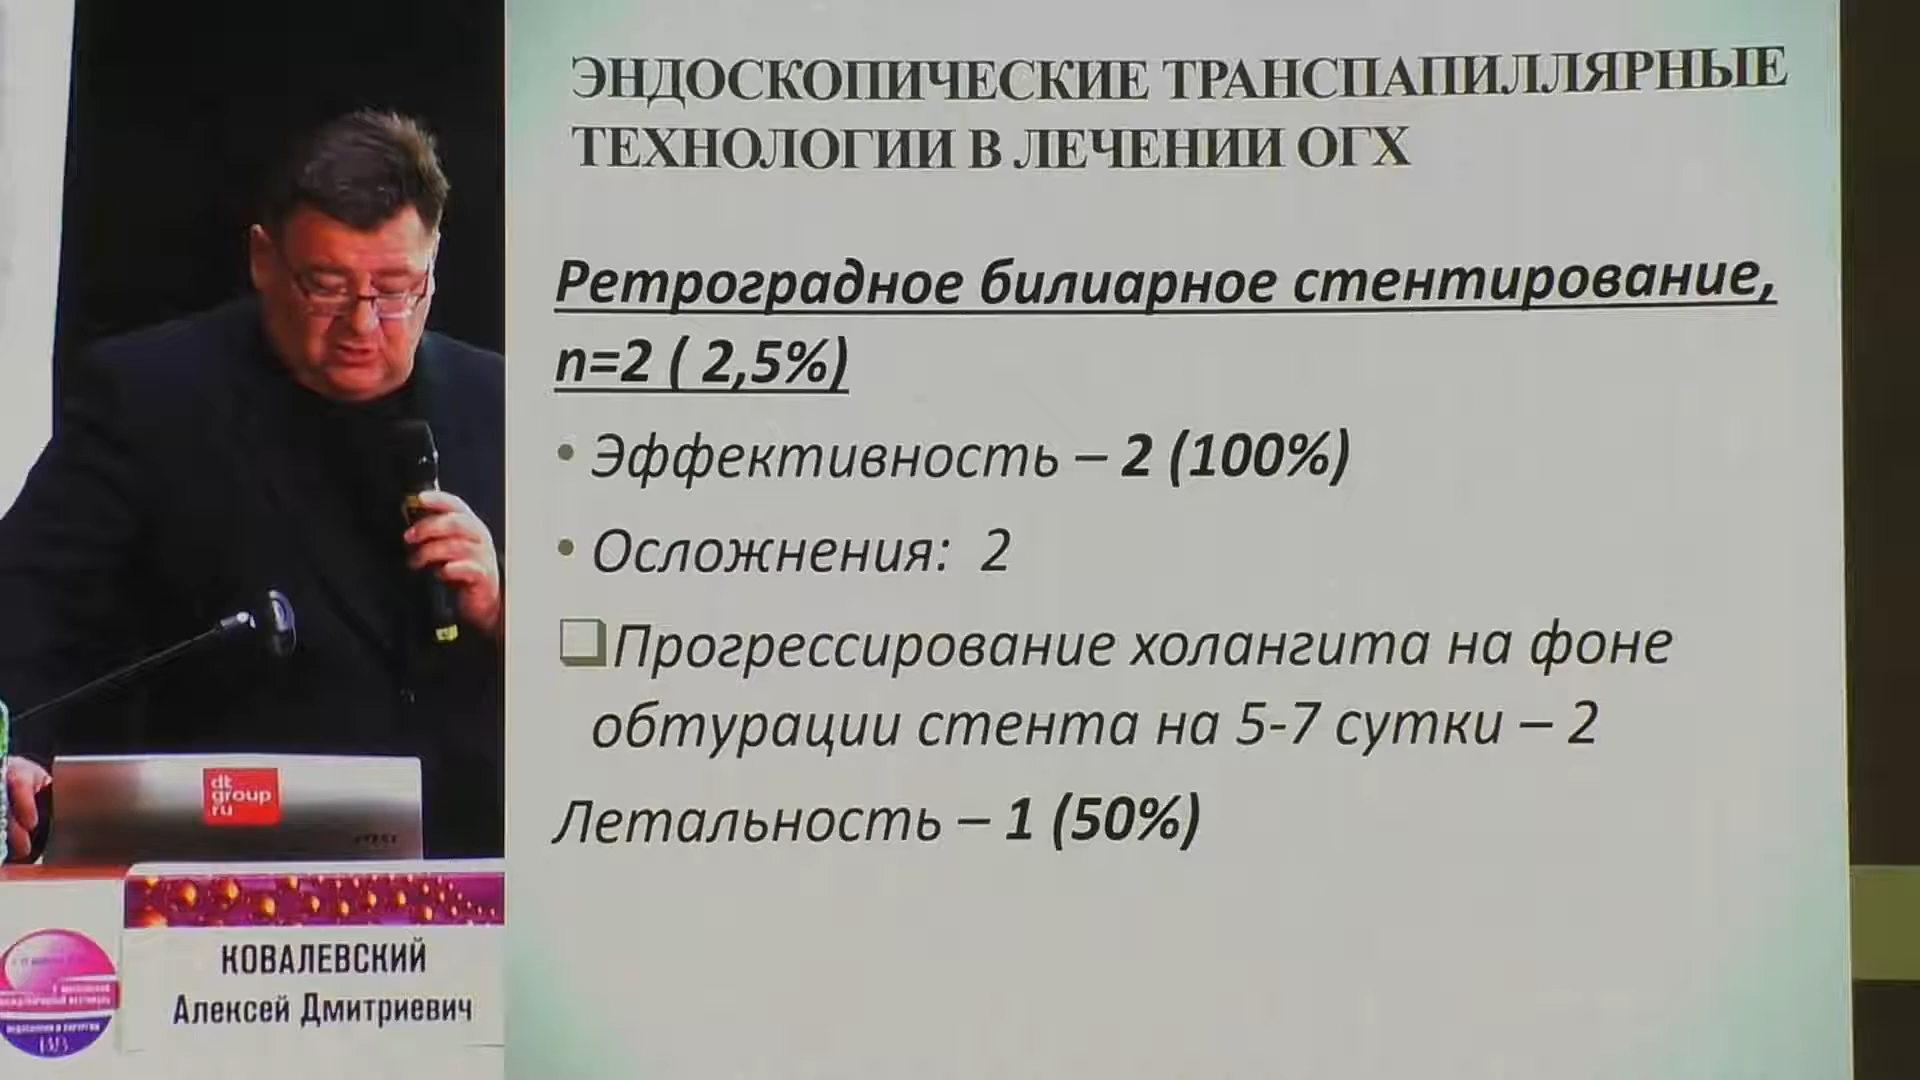 ЭНДОСКОПИЧЕСКИЕ ТРАНСПАПИЛЛЯРНЫЕ
ТЕХНОЛОГИИ В ЛЕЧЕНИИ ОГХ
Ретроградное билиарное стентирование,
n=2 ( 2,5%)
• Эффективность – 2 (100%)
• Осложнения: 2
❑Прогрессирование холангита на фоне
обтурации стента на 5-7 сутки – 2
Летальность – 1 (50%)
dt
group
ru
КОВАЛЕВСКИЙ
Алексей Дмитриевич